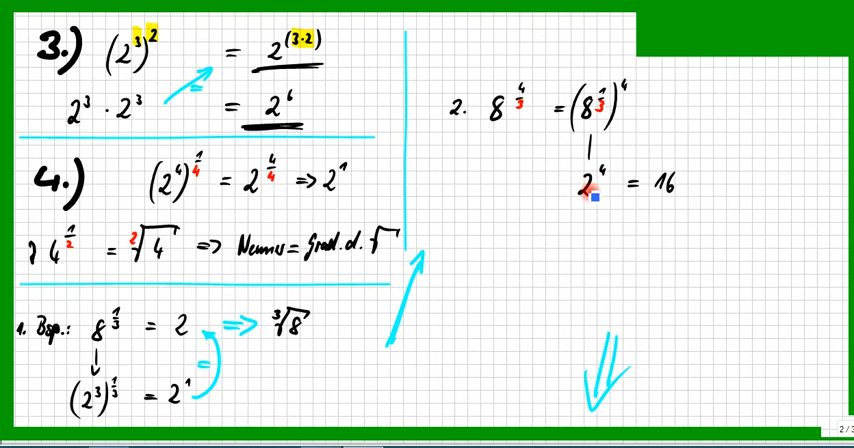 3.) (2³)² = 2^(3·2)
2³ · 2³ = 2⁶
4.) (2⁴)^(1/4) = 2^(4/4) => 2¹
4^(1/2) = ²√4 => Nenner = Grad. d. √
1. Bsp.: 8^(1/3) = 2 => ³√8
(2³)^(1/3) = 2¹
=
2. 8^(4/3) = (8^(1/3))⁴
2⁴ = 16
2 / 3